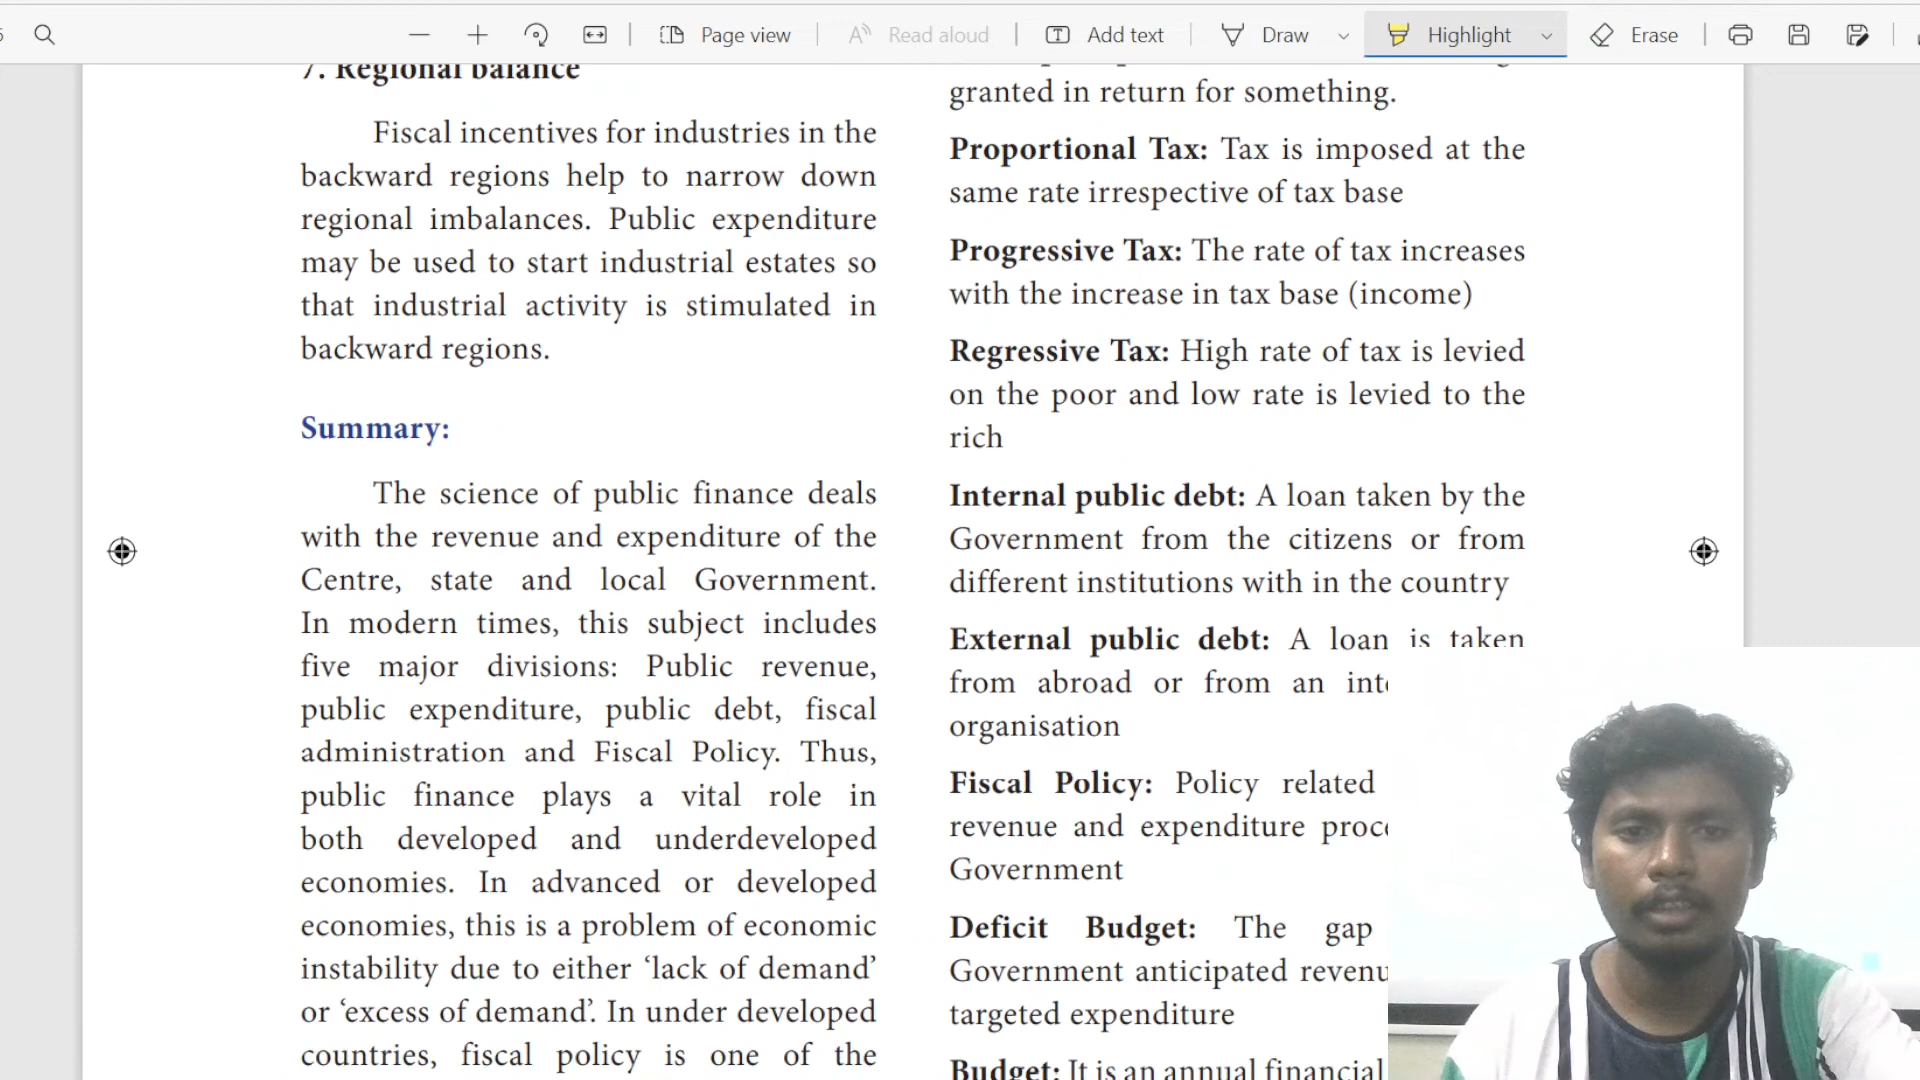 Page view
Read aloud
Add text
Draw
Highlight
Erase
7. Regional balance
Fiscal incentives for industries in the
backward regions help to narrow down
regional imbalances. Public expenditure
may be used to start industrial estates so
that industrial activity is stimulated in
backward regions.
Summary:
The science of public finance deals
with the revenue and expenditure of the
Centre, state and local Government.
In modern times, this subject includes
five major divisions: Public revenue,
public expenditure, public debt, fiscal
administration and Fiscal Policy. Thus,
public finance plays a vital role in
both developed and underdeveloped
economies. In advanced or developed
economies, this is a problem of economic
instability due to either ‘lack of demand’
or ‘excess of demand’. In under developed
countries, fiscal policy is one of the
granted in return for something.
Proportional Tax: Tax is imposed at the
same rate irrespective of tax base
Progressive Tax: The rate of tax increases
with the increase in tax base (income)
Regressive Tax: High rate of tax is levied
on the poor and low rate is levied to the
rich
Internal public debt: A loan taken by the
Government from the citizens or from
different institutions with in the country
External public debt: A loan is taken
from abroad or from an
organisation
Fiscal Policy: Policy related
revenue and expenditure
Government
Deficit Budget: The gap
Government anticipated
targeted expenditure
Budget: It is an annual financial